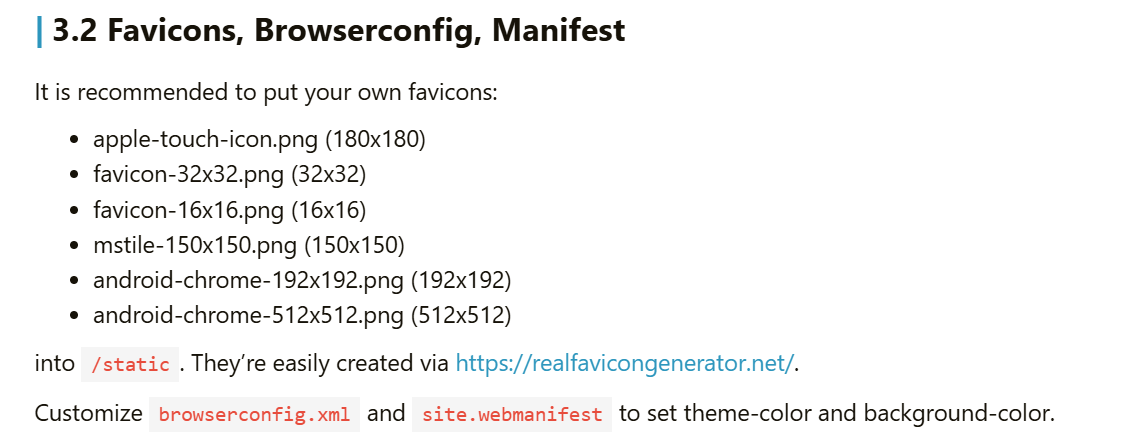 3.2 Favicons, Browserconfig, Manifest
It is recommended to put your own favicons:
• apple-touch-icon.png (180x180)
• favicon-32x32.png (32x32)
• favicon-16x16.png (16x16)
• mstile-150x150.png (150x150)
• android-chrome-192x192.png (192x192)
• android-chrome-512x512.png (512x512)
into /static . They’re easily created via https://realfavicongenerator.net/.
Customize browserconfig.xml and site.webmanifest to set theme-color and background-color.